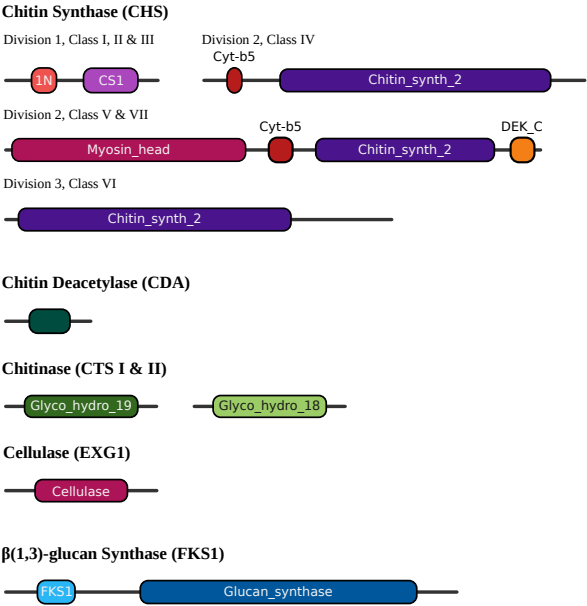 Chitin Synthase (CHS)
Division 1, Class I, II & III
Division 2, Class IV
Cyt-b5
1N
CS1
Chitin_synth_2
Division 2, Class V & VII
Cyt-b5
DEK_C
Myosin_head
Chitin_synth_2
Division 3, Class VI
Chitin_synth_2
Chitin Deacetylase (CDA)
Chitinase (CTS I & II)
Glyco_hydro_19
Glyco_hydro_18
Cellulase (EXG1)
Cellulase
β(1,3)-glucan Synthase (FKS1)
FKS1
Glucan_synthase